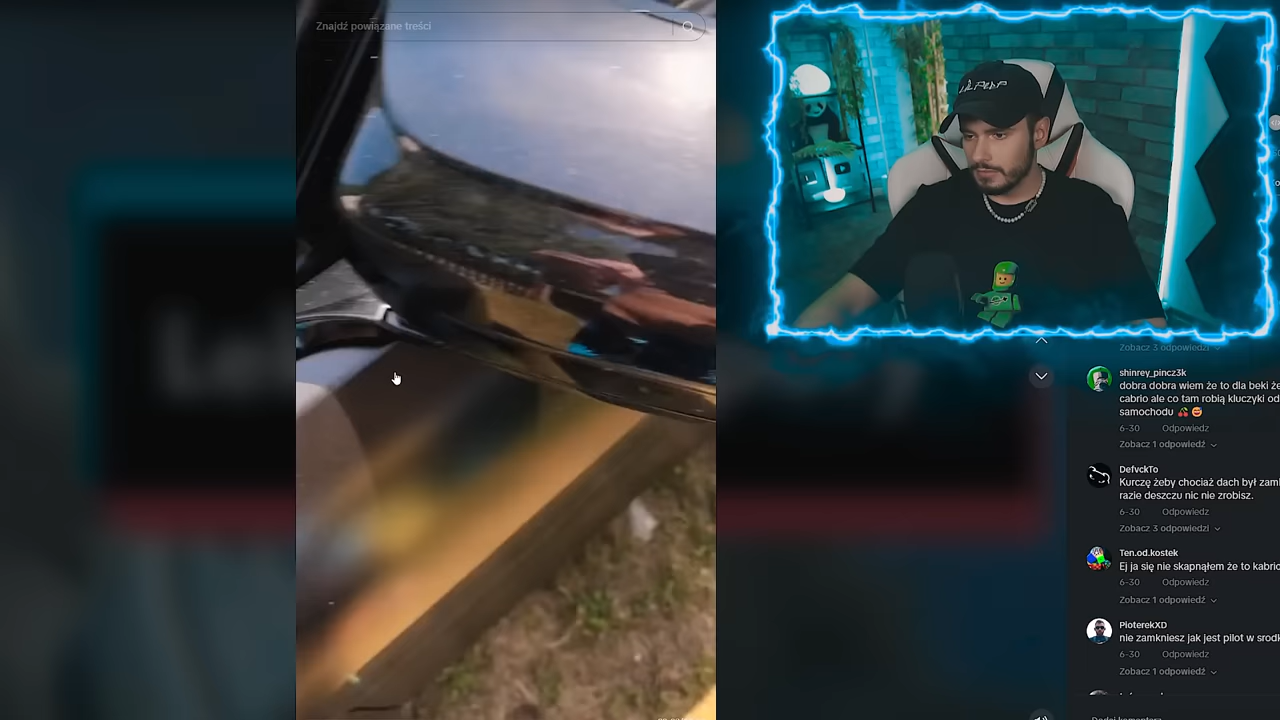 Znajdź powiązane treści
LiL PEEP
Zobacz 3 odpowiedzi
shinrey_pincz3k
dobra dobra wiem że to dla beki że
cabrio ale co tam robią kluczyki od
samochodu 🍒 😅
6-30 Odpowiedz
Zobacz 1 odpowiedź
DefvckTo
Kurczę żeby chociaż dach był zam
razie deszczu nic nie zrobisz.
6-30 Odpowiedz
Zobacz 3 odpowiedzi
Ten.od.kostek
Ej ja się nie skapnąłem że to kabrio
6-30 Odpowiedz
Zobacz 1 odpowiedź
PioterekXD
nie zamkniesz jak jest pilot w srodk
6-30 Odpowiedz
Zobacz 1 odpowiedź